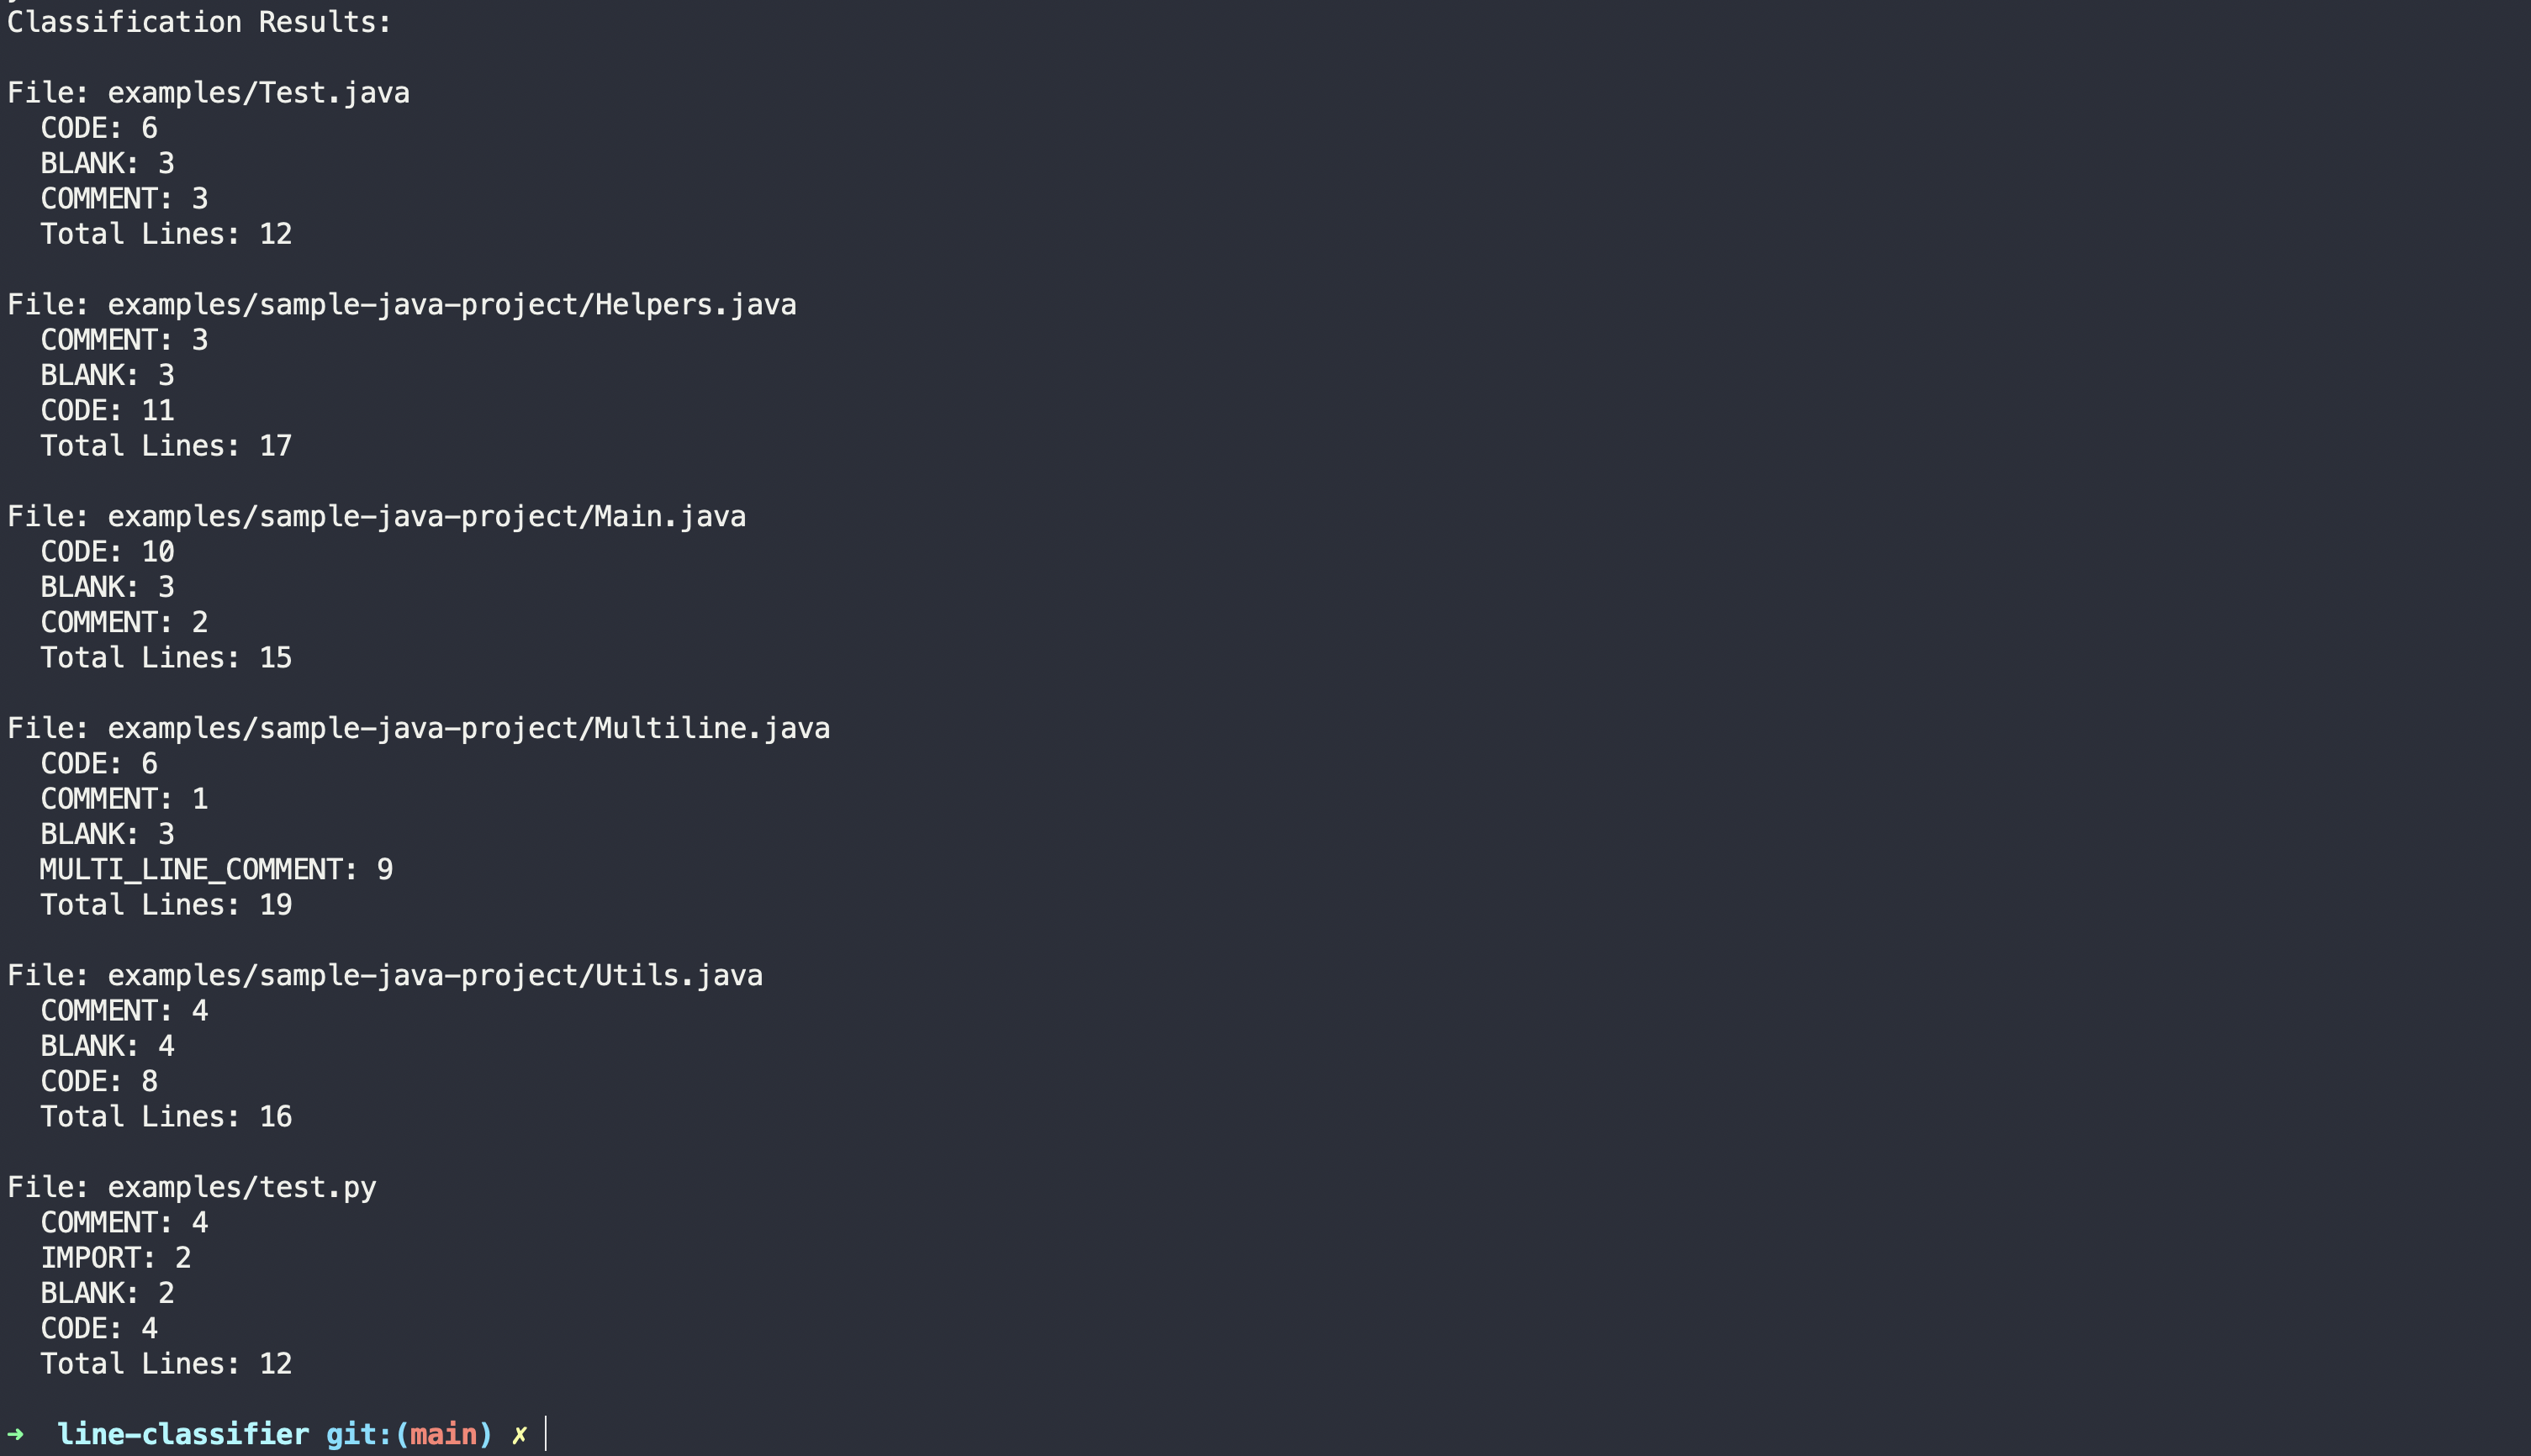 Classification Results:
File: examples/Test.java
CODE: 6
BLANK: 3
COMMENT: 3
Total Lines: 12
File: examples/sample-java-project/Helpers.java
COMMENT: 3
BLANK: 3
CODE: 11
Total Lines: 17
File: examples/sample-java-project/Main.java
CODE: 10
BLANK: 3
COMMENT: 2
Total Lines: 15
File: examples/sample-java-project/Multiline.java
CODE: 6
COMMENT: 1
BLANK: 3
MULTI_LINE_COMMENT: 9
Total Lines: 19
File: examples/sample-java-project/Utils.java
COMMENT: 4
BLANK: 4
CODE: 8
Total Lines: 16
File: examples/test.py
COMMENT: 4
IMPORT: 2
BLANK: 2
CODE: 4
Total Lines: 12
➜ line-classifier git:(main) ✗